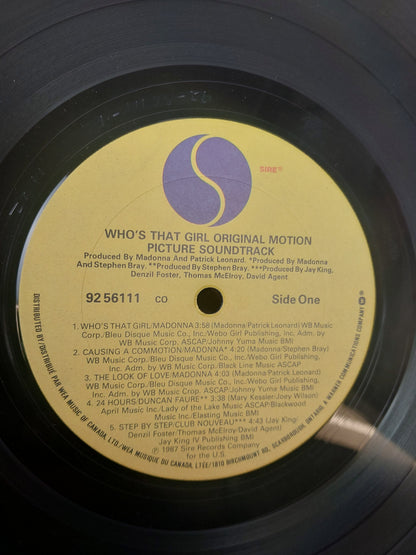 SIRE®
WHO'S THAT GIRL ORIGINAL MOTION
PICTURE SOUNDTRACK
Produced by Madonna And Patrick Leonard. *Produced by Madonna
And Stephen Bray. **Produced by Stephen Bray. ***Produced by Jay King,
Denzil Foster, Thomas McElroy, David Agent
92 56111 CO
Side One
1. WHO'S THAT GIRL/MADONNA 3:58 (Madonna/Patrick Leonard) WB Music
Corp./Bleu Disque Music Co., Inc./Webo Girl Publishing, Inc. Adm. by
WB Music Corp. ASCAP/Johnny Yuma Music BMI
2. CAUSING A COMMOTION/MADONNA* 4:20 (Madonna/Stephen Bray)
WB Music Corp./Bleu Disque Music Co., Inc./Webo Girl Publishing,
Inc. Adm. by WB Music Corp./Black Line Music ASCAP
3. THE LOOK OF LOVE/MADONNA 4:03 (Madonna/Patrick Leonard)
WB Music Corp./Bleu Disque Music Co., Inc./Webo Girl Publishing,
Inc. Adm. by WB Music Corp. ASCAP/Johnny Yuma Music BMI
4. 24 HOURS/DUNCAN FAURE** 3:38 (Mary Kessler-Joey Wilson)
April Music Inc./Lady of the Lake Music ASCAP-Blackwood
Music Inc./Elasting Music BMI
5. STEP BY STEP/CLUB NOUVEAU*** 4:43 (Jay King/
Denzil Foster/Thomas McElroy/David Agent)
Jay King IV Publishing BMI
℗ 1987 Sire Records Company
for the U.S.
DISTRIBUTED BY/DISTRIBUÉ PAR WEA MUSIC OF CANADA, LTD./WEA MUSIQUE DU CANADA, LTÉE/1810 BIRCHMOUNT RD. SCARBOROUGH, ONTARIO A WARNER COMMUNICATIONS COMPANY